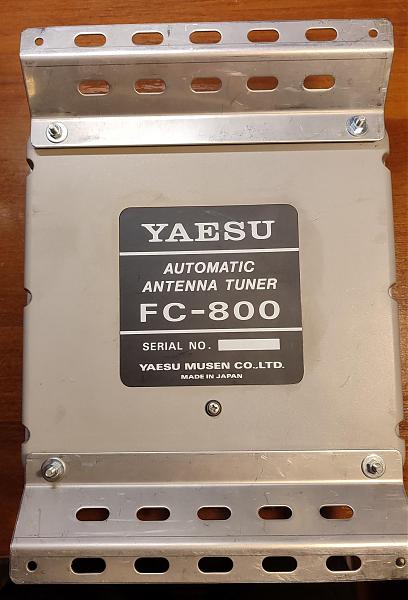 YAESU
AUTOMATIC
ANTENNA TUNER
FC-800
SERIAL NO.
YAESU MUSEN CO.,LTD.
MADE IN JAPAN